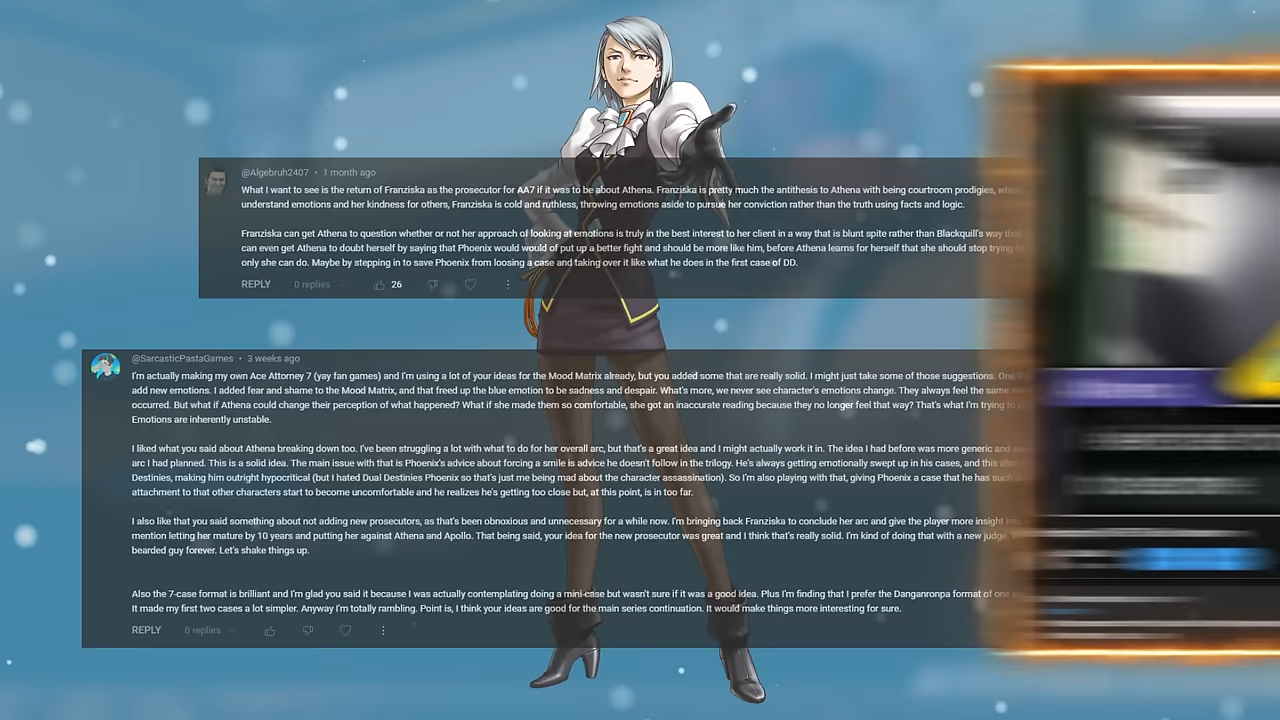 @Algebruh2407 • 1 month ago
What I want to see is the return of Franziska as the prosecutor for AA7 if it was to be about Athena. Franziska is pretty much the antithesis to Athena with being courtroom prodigies,
understand emotions and her kindness for others, Franziska is cold and ruthless, throwing emotions aside to pursue her conviction rather than the truth using facts and logic.
Franziska can get Athena to question whether or not her approach of looking at emotions is truly in the best interest to her client in a way that is blunt spite rather than Blackquill's way
can even get Athena to doubt herself by saying that Phoenix would would of put up a better fight and should be more like him, before Athena learns for herself that she should stop trying
only she can do. Maybe by stepping in to save Phoenix from loosing a case and taking over it like what he does in the first case of DD.
REPLY 0 replies 26
@SarcasticPastaGames • 3 weeks ago
I'm actually making my own Ace Attorney 7 (yay fan games) and I'm using a lot of your ideas for the Mood Matrix already, but you added some that are really solid. I might just take some of those suggestions.
add new emotions. I added fear and shame to the Mood Matrix, and that freed up the blue emotion to be sadness and despair. What's more, we never see character's emotions change. They always feel the same
occurred. But what if Athena could change their perception of what happened? What if she made them so comfortable, she got an inaccurate reading because they no longer feel that way? That's what I'm trying to
Emotions are inherently unstable.
I liked what you said about Athena breaking down too. I've been struggling a lot with what to do for her overall arc, but that's a great idea and I might actually work it in. The idea I had before was more generic and
arc I had planned. This is a solid idea. The main issue with that is Phoenix's advice about forcing a smile is advice he doesn't follow in the trilogy. He's always getting emotionally swept up in his cases, and this
Destinies, making him outright hypocritical (but I hated Dual Destinies Phoenix so that's just me being mad about the character assassination). So I'm also playing with that, giving Phoenix a case that he has such
attachment to that other characters start to become uncomfortable and he realizes he's getting too close but, at this point, is in too far.
I also like that you said something about not adding new prosecutors, as that's been obnoxious and unnecessary for a while now. I'm bringing back Franziska to conclude her arc and give the player more insight
mention letting her mature by 10 years and putting her against Athena and Apollo. That being said, your idea for the new prosecutor was great and I think that's really solid. I'm kind of doing that with a new judge.
bearded guy forever. Let's shake things up.
Also the 7-case format is brilliant and I'm glad you said it because I was actually contemplating doing a mini-case but wasn't sure if it was a good idea. Plus I'm finding that I prefer the Danganronpa format of one
It made my first two cases a lot simpler. Anyway I'm totally rambling. Point is, I think your ideas are good for the main series continuation. It would make things more interesting for sure.
REPLY 0 replies